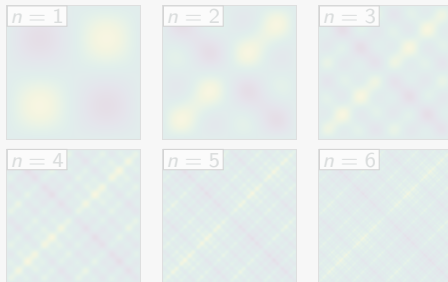 n = 1
n = 2
n = 3
n = 4
n = 5
n = 6